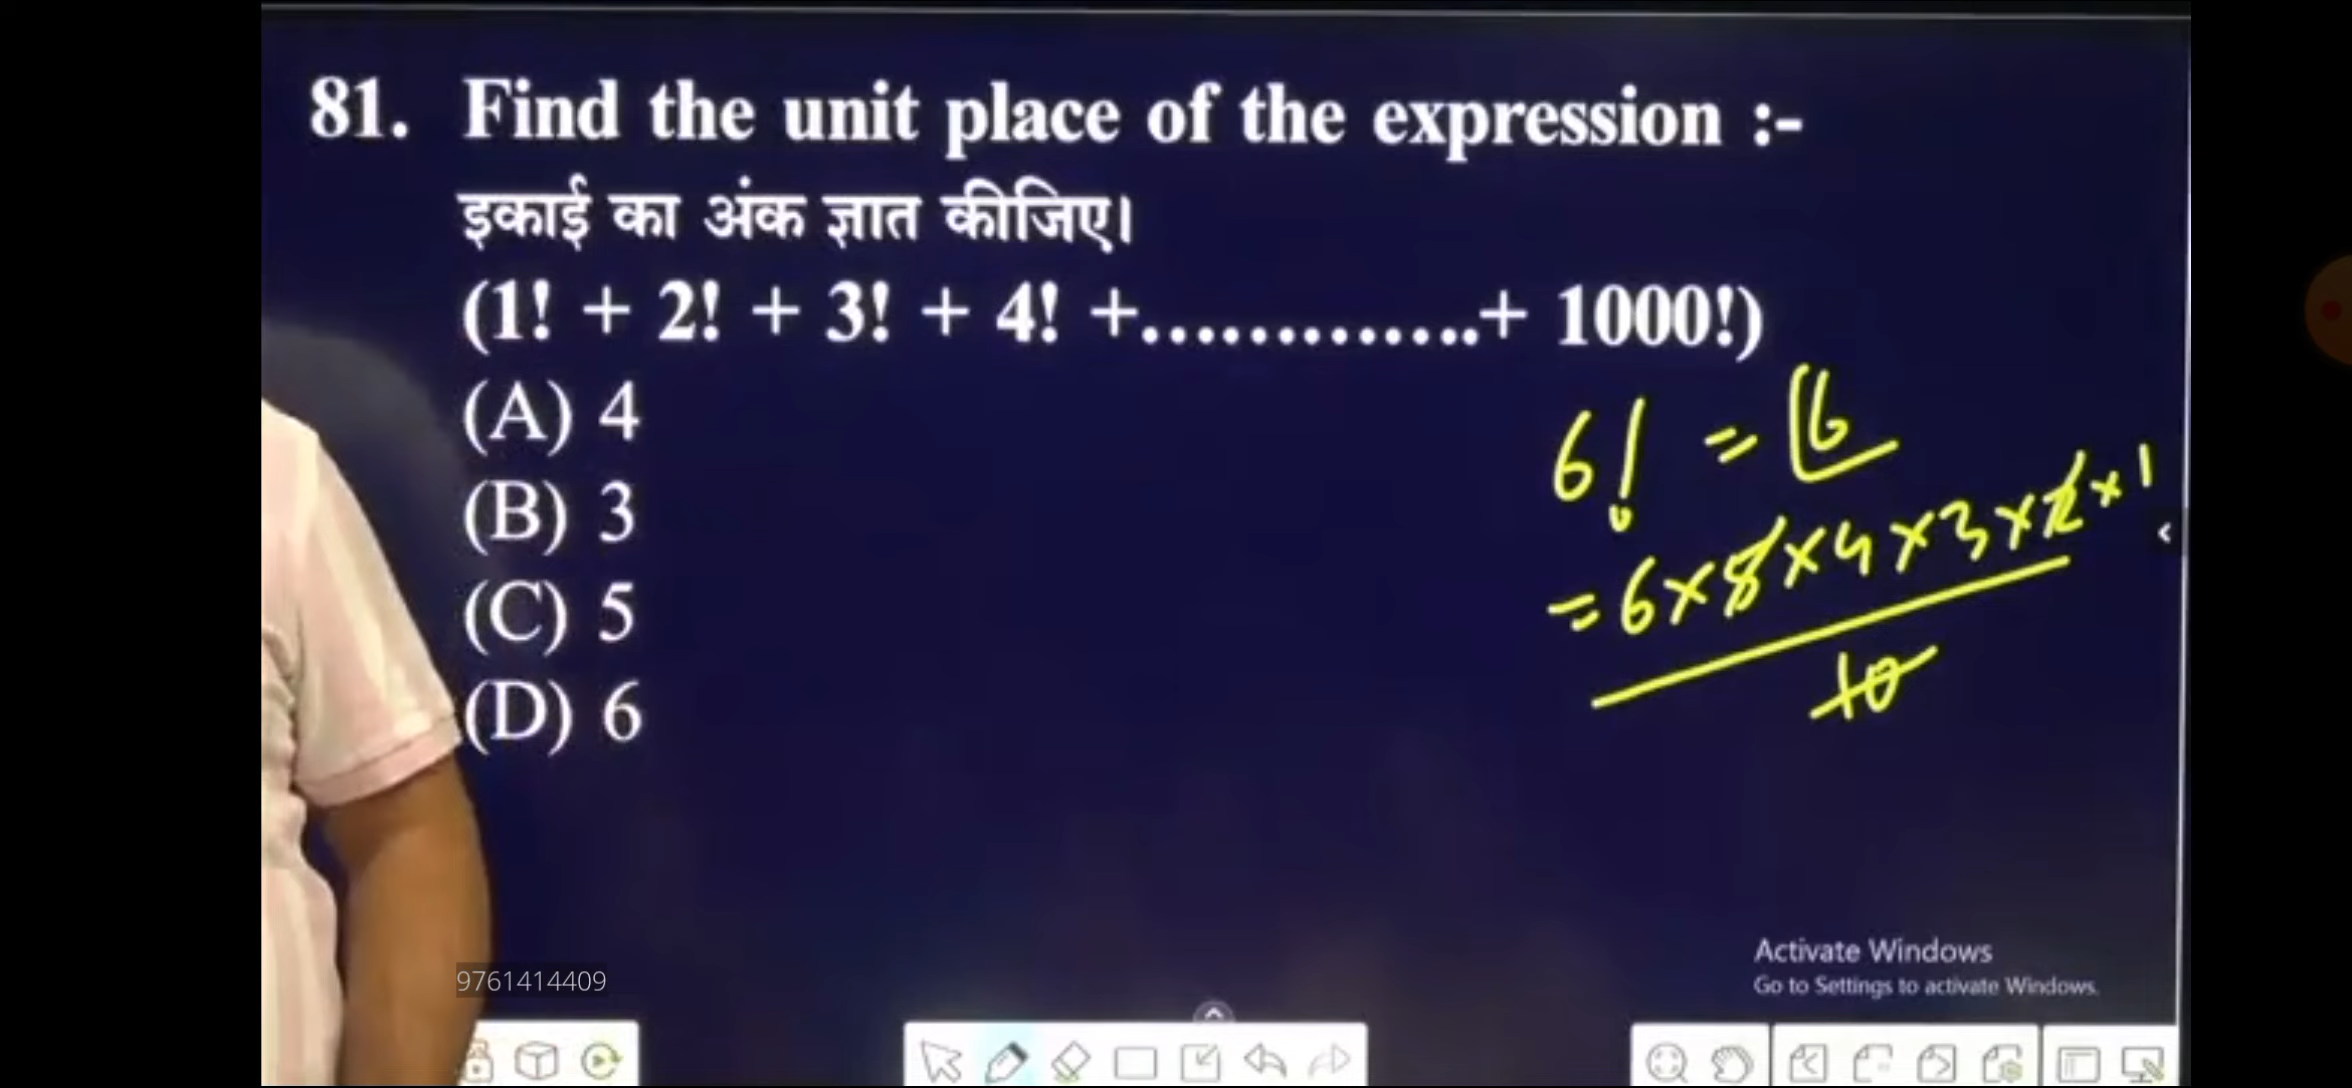 81. Find the unit place of the expression :-
इकाई का अंक ज्ञात कीजिए।
(1! + 2! + 3! + 4! +.............+ 1000!)
(A) 4
(B) 3
(C) 5
(D) 6
6! = 6
= 6×5×4×3×2×1
10
9761414409
Activate Windows
Go to Settings to activate Windows.